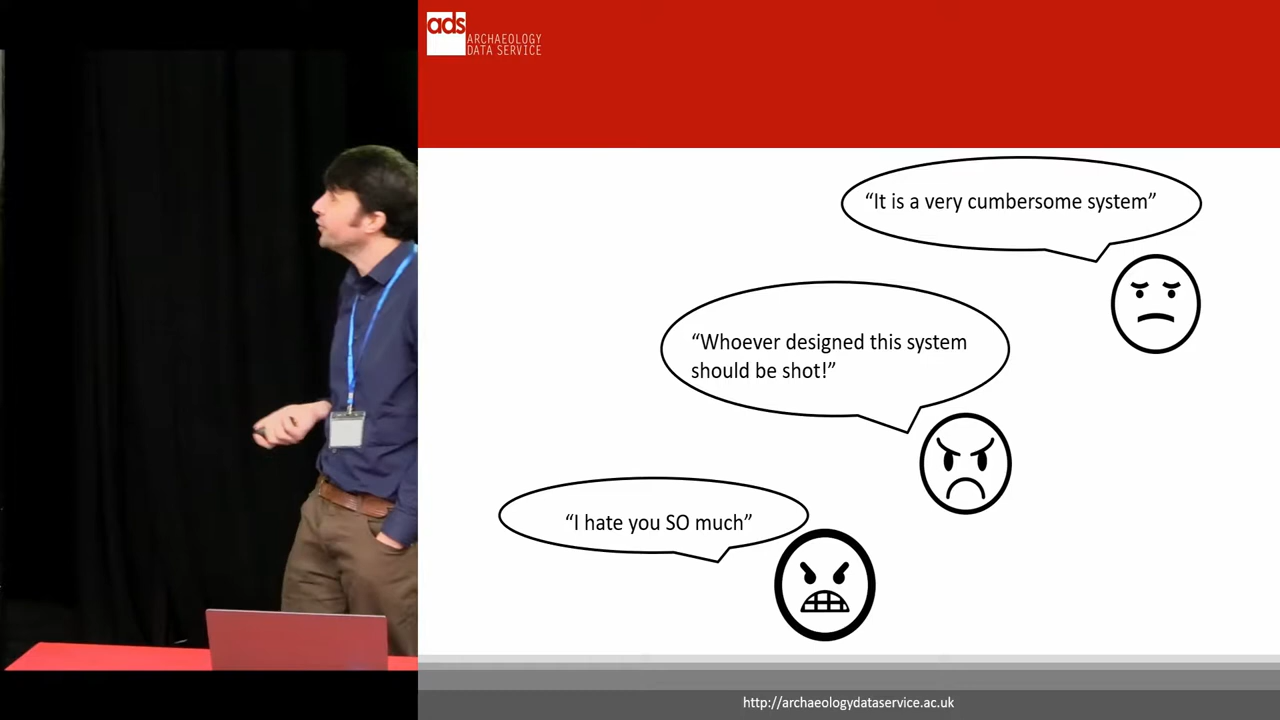 ads
ARCHAEOLOGY
DATA SERVICE
“It is a very cumbersome system”
“Whoever designed this system
should be shot!”
“I hate you SO much”
http://archaeologydataservice.ac.uk